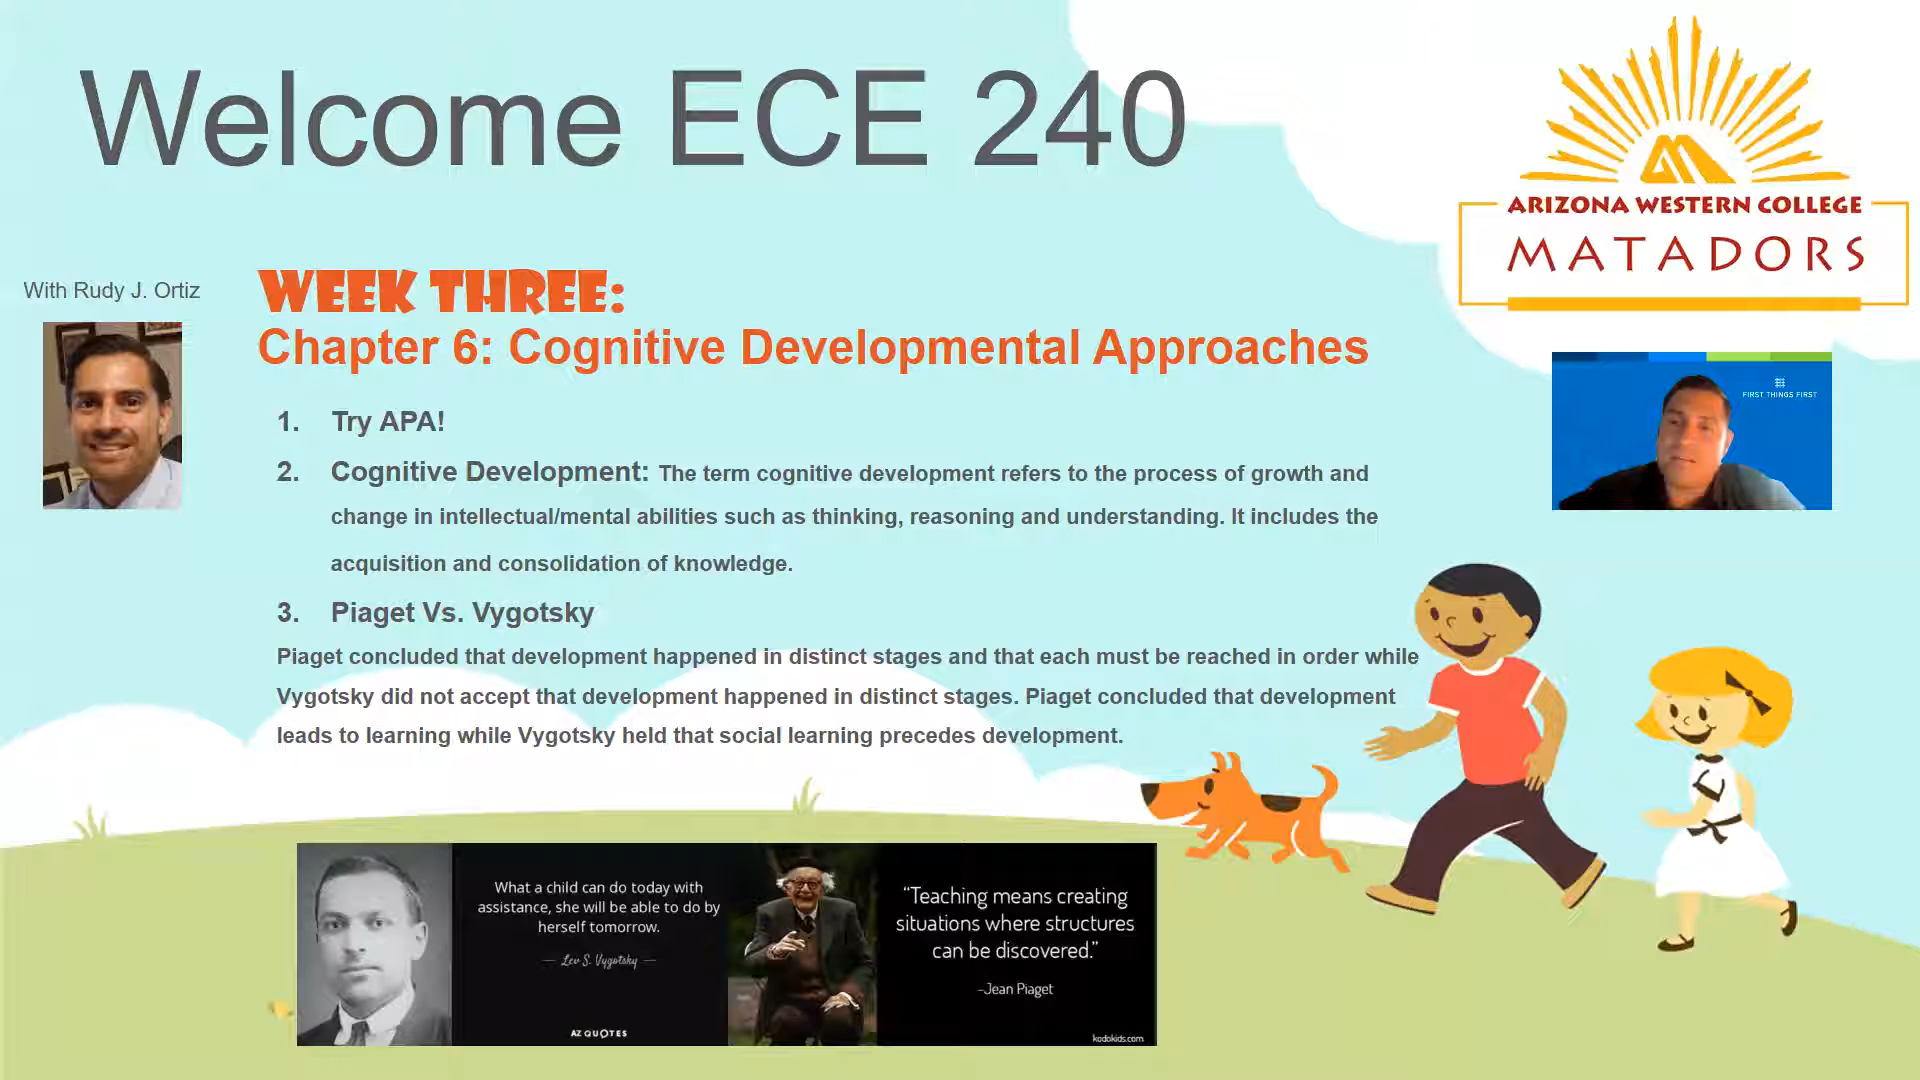 Welcome ECE 240
ARIZONA WESTERN COLLEGE
MATADORS
With Rudy J. Ortiz
WEEK THREE:
Chapter 6: Cognitive Developmental Approaches
FIRST THINGS FIRST
1. Try APA!
2. Cognitive Development: The term cognitive development refers to the process of growth and
change in intellectual/mental abilities such as thinking, reasoning and understanding. It includes the
acquisition and consolidation of knowledge.
3. Piaget Vs. Vygotsky
Piaget concluded that development happened in distinct stages and that each must be reached in order while
Vygotsky did not accept that development happened in distinct stages. Piaget concluded that development
leads to learning while Vygotsky held that social learning precedes development.
What a child can do today with
assistance, she will be able to do by
herself tomorrow.
— Lev S. Vygotsky —
AZ QUOTES
“Teaching means creating
situations where structures
can be discovered.”
–Jean Piaget
kodokids.com